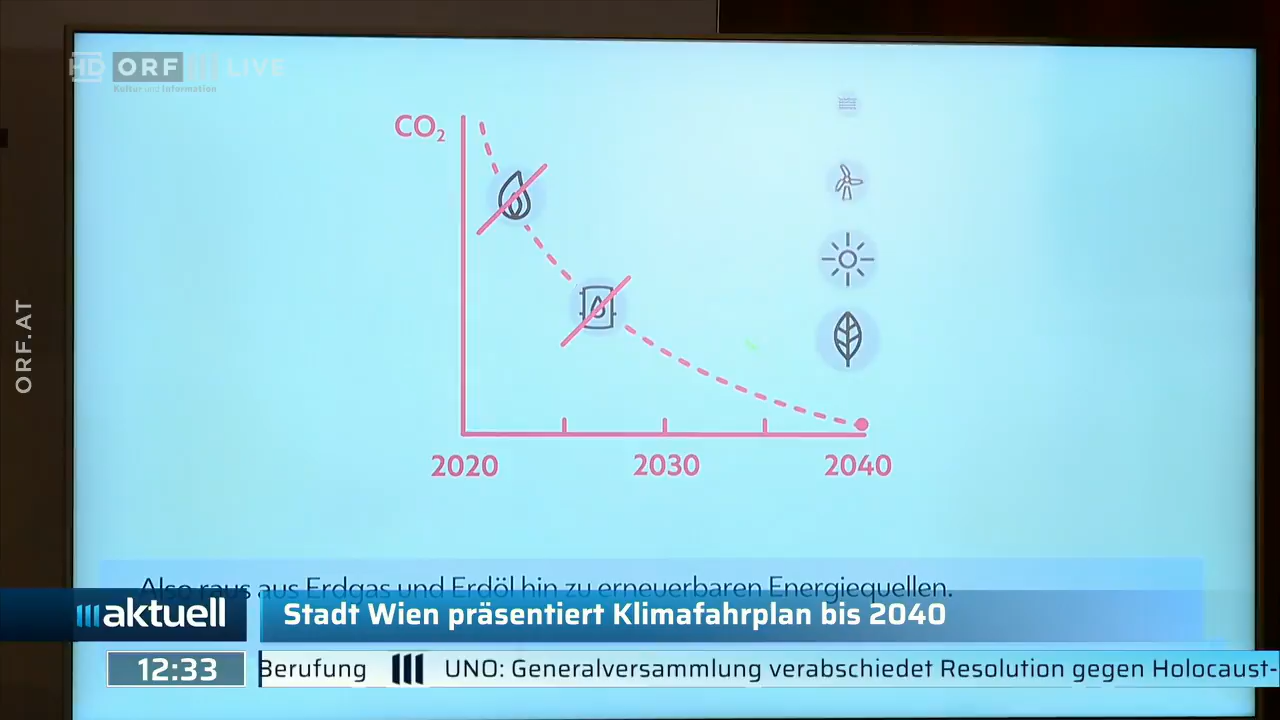 HD ORF III LIVE
Kultur und Information
CO₂
ORF.AT
2020 2030 2040
Also raus aus Erdgas und Erdöl hin zu erneuerbaren Energiequellen.
aktuell
Stadt Wien präsentiert Klimafahrplan bis 2040
12:33
Berufung III UNO: Generalversammlung verabschiedet Resolution gegen Holocaust-